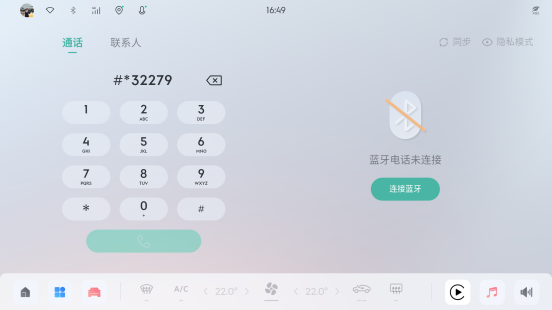 16:49
通话 联系人 同步 隐私模式
#*32279
1 2 3
ABC DEF
4 5 6
GHI JKL MNO
7 8 9
PQRS TUV WXYZ
* 0 #
+
蓝牙电话未连接
连接蓝牙
A/C 22.0° 22.0°